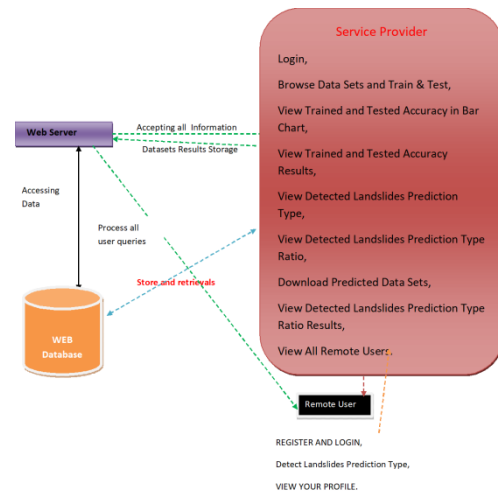 Service Provider
Login,
Browse Data Sets and Train & Test,
View Trained and Tested Accuracy in Bar
Chart,
View Trained and Tested Accuracy
Results,
View Detected Landslides Prediction
Type,
View Detected Landslides Prediction Type
Ratio,
Download Predicted Data Sets,
View Detected Landslides Prediction Type
Ratio Results,
View All Remote Users.
Web Server
Accepting all Information
Datasets Results Storage
Accessing
Data
Process all
user queries
Store and retrievals
WEB
Database
Remote User
REGISTER AND LOGIN,
Detect Landslides Prediction Type,
VIEW YOUR PROFILE.